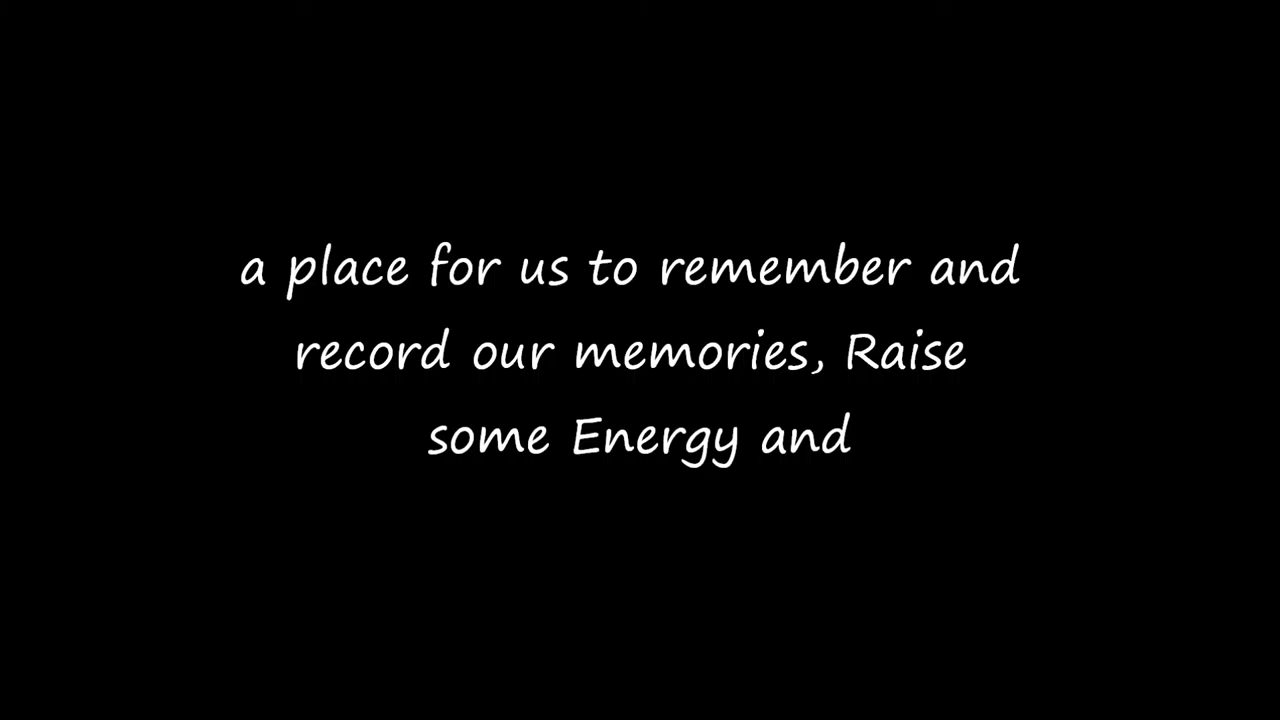 a place for us to remember and
record our memories, Raise
some Energy and